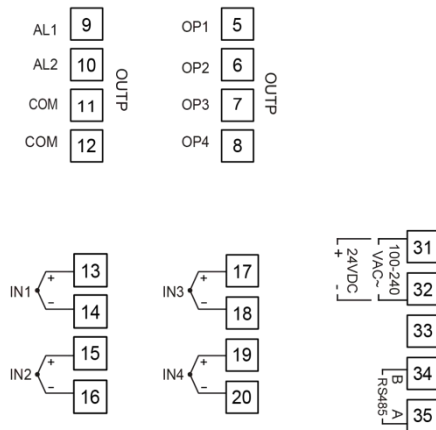 AL1 9
AL2 10
COM 11
COM 12
OUTP
OP1 5
OP2 6
OP3 7
OP4 8
OUTP
IN1 + 13
- 14
IN2 + 15
- 16
IN3 + 17
- 18
IN4 + 19
- 20
+ 24VDC -
100-240
VAC~
31
32
33
B 34
RS485
A 35